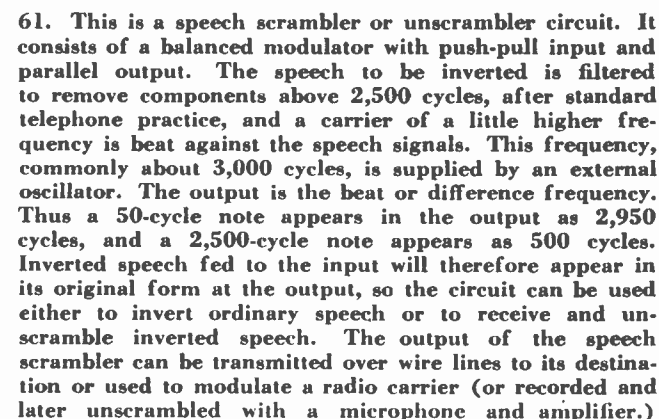 61. This is a speech scrambler or unscrambler circuit. It
consists of a balanced modulator with push-pull input and
parallel output. The speech to be inverted is filtered
to remove components above 2,500 cycles, after standard
telephone practice, and a carrier of a little higher fre-
quency is beat against the speech signals. This frequency,
commonly about 3,000 cycles, is supplied by an external
oscillator. The output is the beat or difference frequency.
Thus a 50-cycle note appears in the output as 2,950
cycles, and a 2,500-cycle note appears as 500 cycles.
Inverted speech fed to the input will therefore appear in
its original form at the output, so the circuit can be used
either to invert ordinary speech or to receive and un-
scramble inverted speech. The output of the speech
scrambler can be transmitted over wire lines to its destina-
tion or used to modulate a radio carrier (or recorded and
later unscrambled with a microphone and amplifier.)